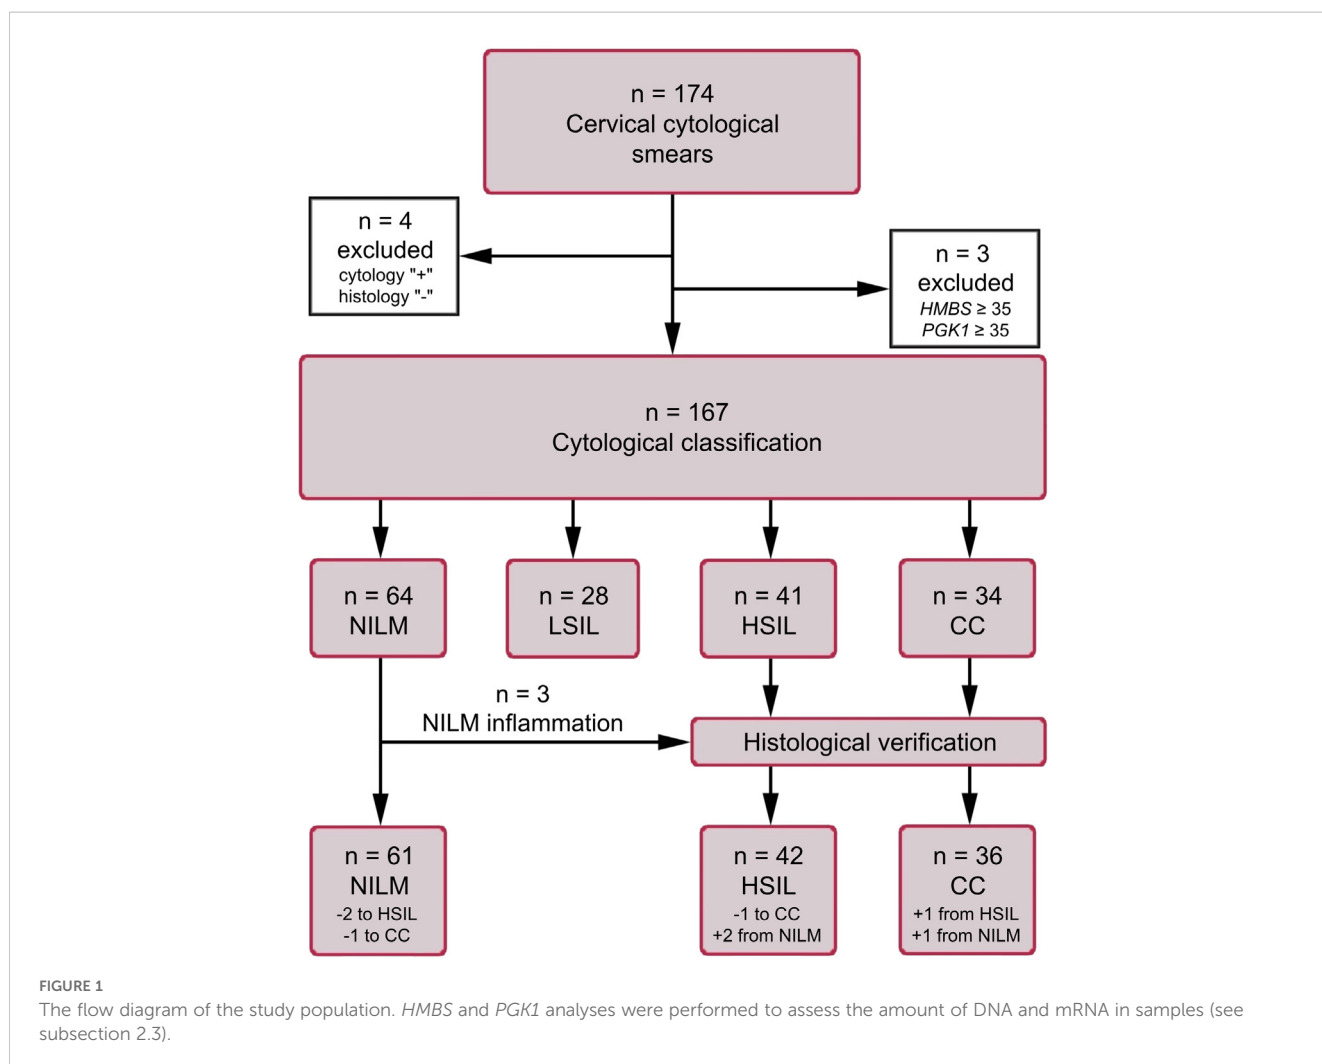 n = 174
Cervical cytological
smears
n = 4
excluded
cytology "+"
histology "-"
n = 3
excluded
HMBS ≥ 35
PGK1 ≥ 35
n = 167
Cytological classification
n = 64
NILM
n = 28
LSIL
n = 41
HSIL
n = 34
CC
n = 3
NILM inflammation
Histological verification
n = 61
NILM
-2 to HSIL
-1 to CC
n = 42
HSIL
-1 to CC
+2 from NILM
n = 36
CC
+1 from HSIL
+1 from NILM
FIGURE 1
The flow diagram of the study population. HMBS and PGK1 analyses were performed to assess the amount of DNA and mRNA in samples (see
subsection 2.3).